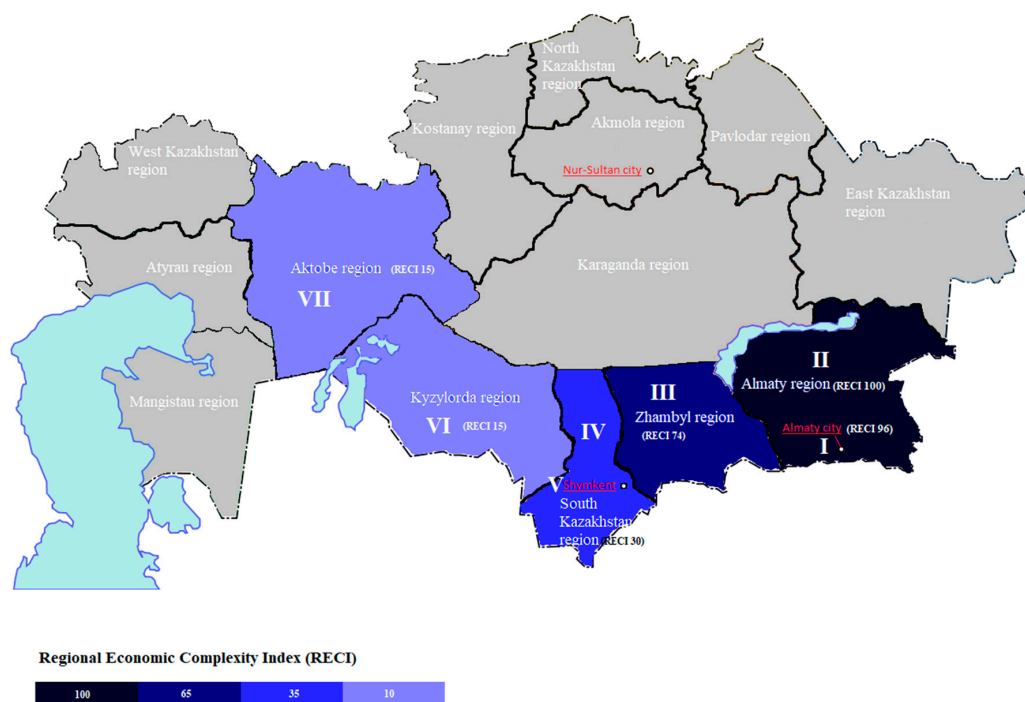 North
Kazakhstan
region
Kostanay region
Akmola region
Pavlodar region
West Kazakhstan
region
Nur-Sultan city
East Kazakhstan
region
Atyrau region
Aktobe region (RECI 15)
Karaganda region
VII
II
Almaty region (RECI 100)
III
Mangistau region
Kyzylorda region
Zhambyl region
VI (RECI 15)
IV
(RECI 74)
Almaty city (RECI 96)
I
V Shymkent
South
Kazakhstan
region (RECI 30)
Regional Economic Complexity Index (RECI)
100 65 35 10